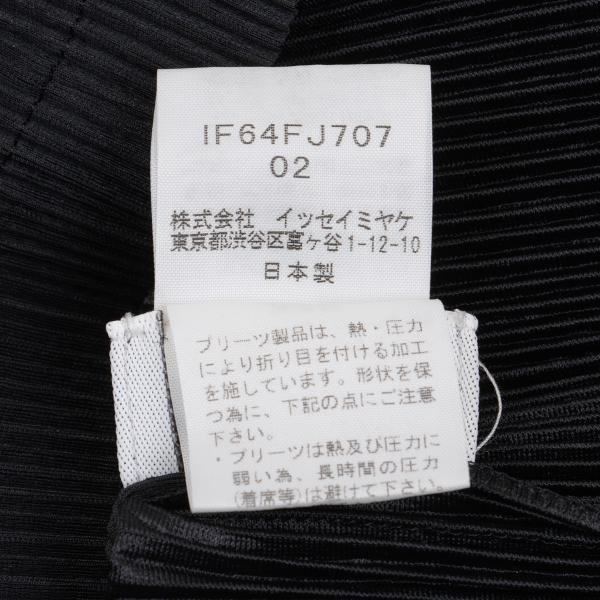 IF64FJ707
02
株式会社 イッセイミヤケ
東京都渋谷区富ヶ谷1-12-10
日本製
プリーツ製品は、熱・圧力
により折り目を付ける加工
を施しています。形状を保
つ為に、下記の点にご注意
下さい。
・プリーツは熱及び圧力に
弱い為、長時間の圧力
(着席等)は避けて下さい。